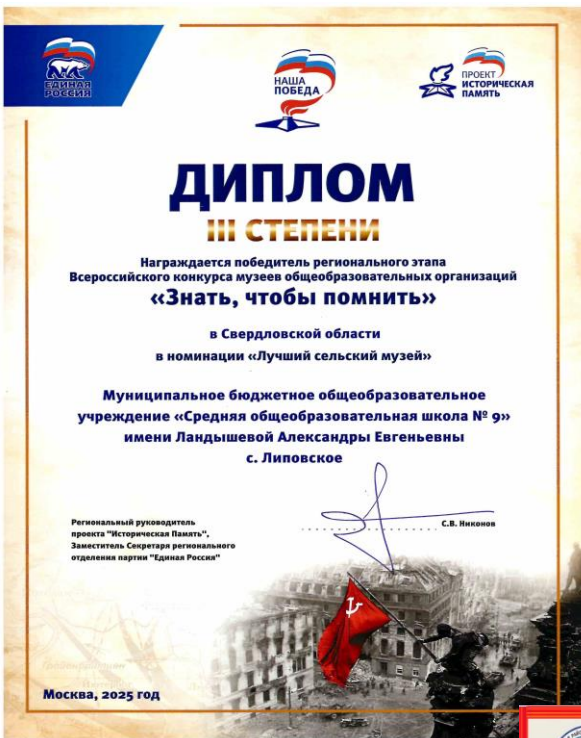 ЕДИНАЯ
РОССИЯ
НАША
ПОБЕДА
ПРОЕКТ
ИСТОРИЧЕСКАЯ
ПАМЯТЬ
ДИПЛОМ
III СТЕПЕНИ
Награждается победитель регионального этапа
Всероссийского конкурса музеев общеобразовательных организаций
«Знать, чтобы помнить»
в Свердловской области
в номинации «Лучший сельский музей»
Муниципальное бюджетное общеобразовательное
учреждение «Средняя общеобразовательная школа № 9»
имени Ландышевой Александры Евгеньевны
с. Липовское
Региональный руководитель
проекта "Историческая Память",
Заместитель Секретаря регионального
отделения партии "Единая Россия"
С.В. Никонов
Москва, 2025 год